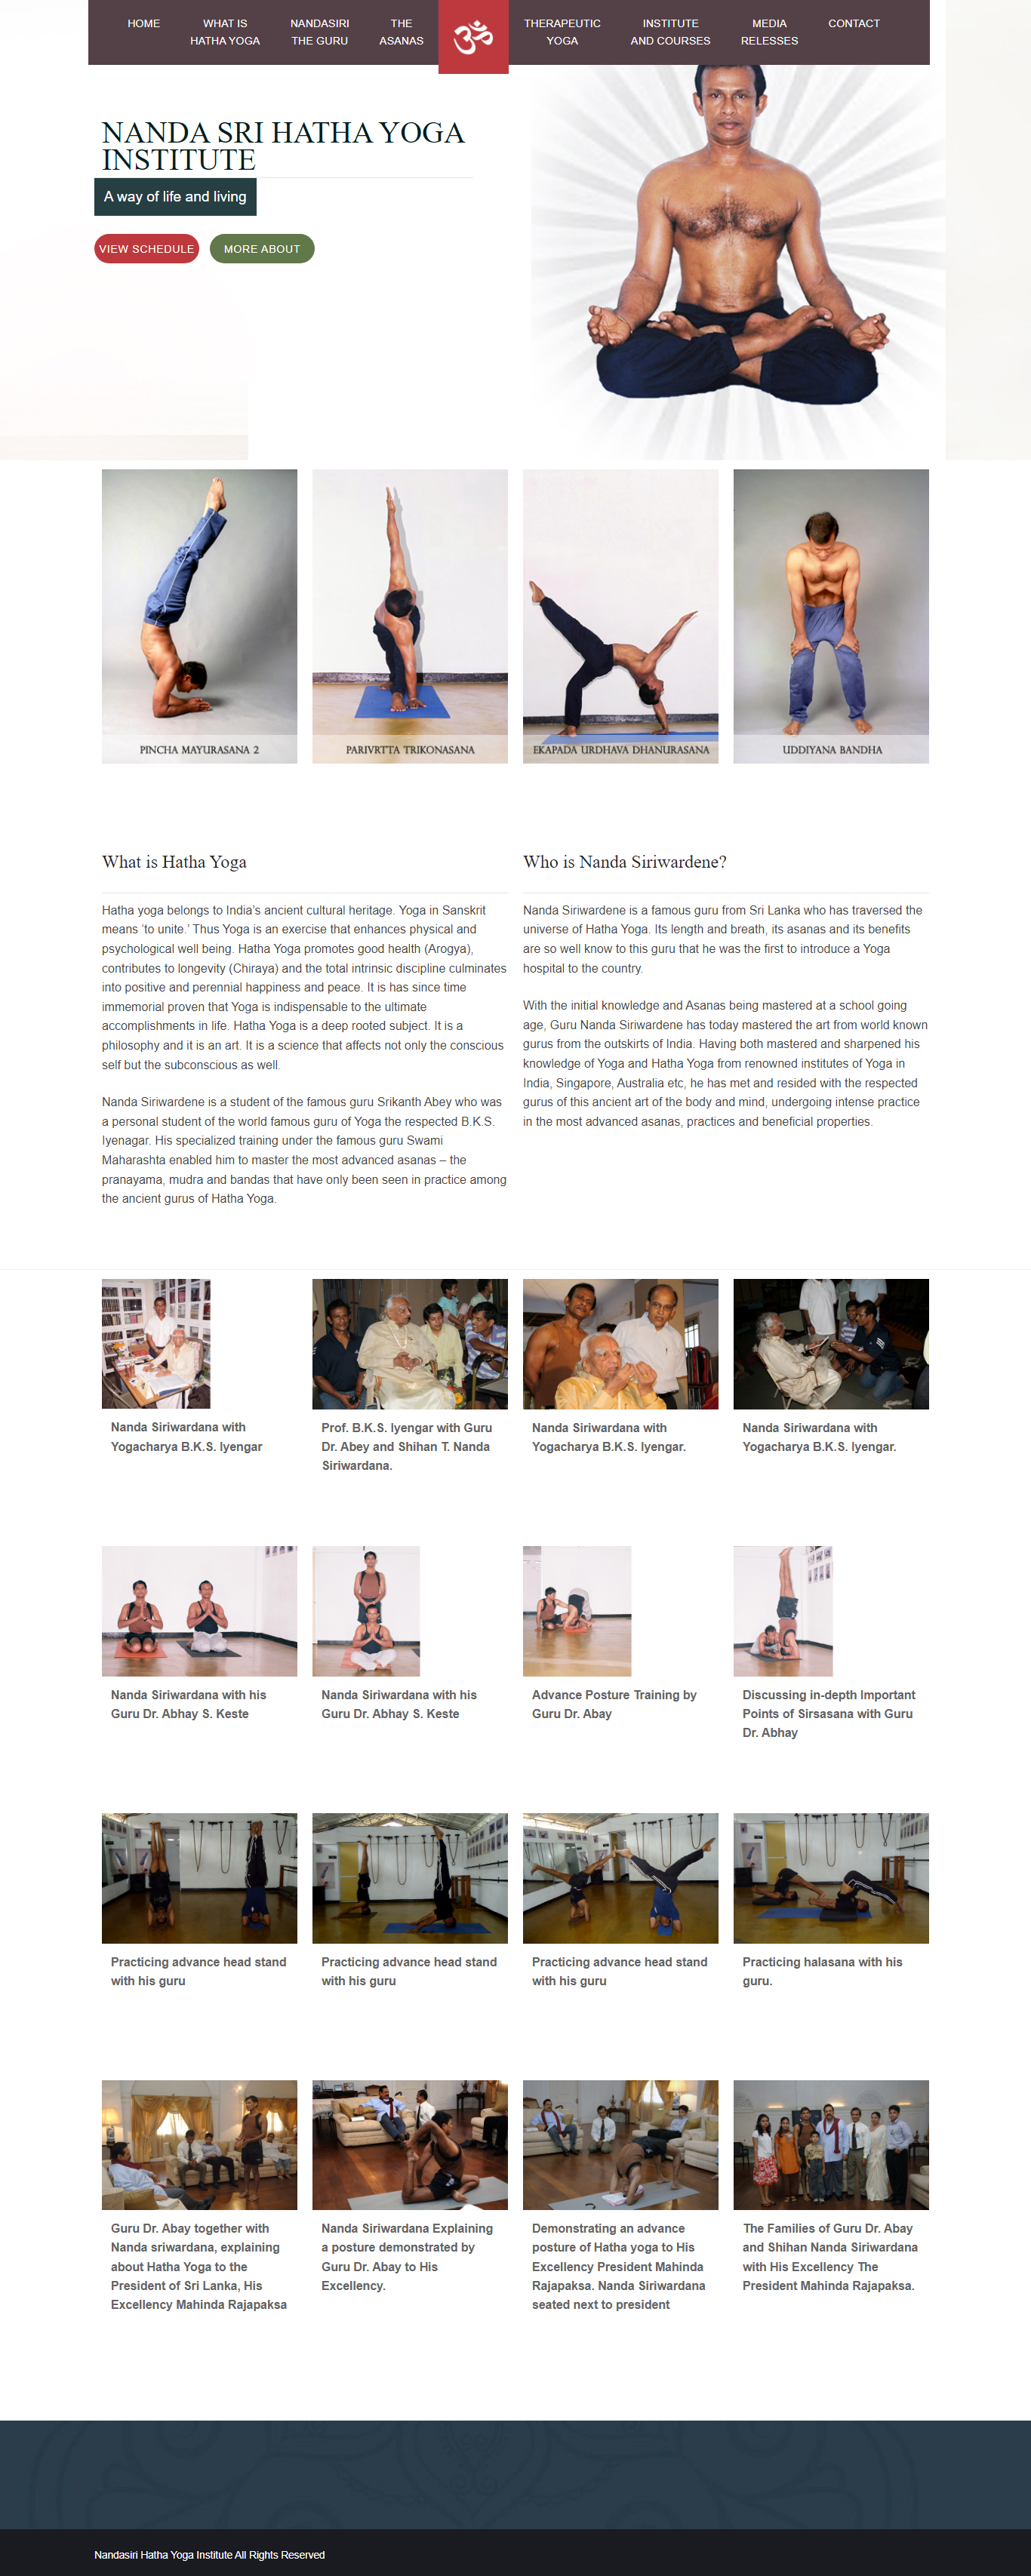 HOME
WHAT IS
HATHA YOGA
NANDASIRI
THE GURU
THE
ASANAS
ॐ
THERAPEUTIC
YOGA
INSTITUTE
AND COURSES
MEDIA
RELESSES
CONTACT
NANDA SRI HATHA YOGA
INSTITUTE
A way of life and living
VIEW SCHEDULE
MORE ABOUT
PINCHA MAYURASANA 2
PARIVRTTA TRIKONASANA
EKAPADA URDHAVA DHANURASANA
UDDIYANA BANDHA
What is Hatha Yoga
Hatha yoga belongs to India’s ancient cultural heritage. Yoga in Sanskrit
means ‘to unite.’ Thus Yoga is an exercise that enhances physical and
psychological well being. Hatha Yoga promotes good health (Arogya),
contributes to longevity (Chiraya) and the total intrinsic discipline culminates
into positive and perennial happiness and peace. It is has since time
immemorial proven that Yoga is indispensable to the ultimate
accomplishments in life. Hatha Yoga is a deep rooted subject. It is a
philosophy and it is an art. It is a science that affects not only the conscious
self but the subconscious as well.
Nanda Siriwardene is a student of the famous guru Srikanth Abey who was
a personal student of the world famous guru of Yoga the respected B.K.S.
Iyenagar. His specialized training under the famous guru Swami
Maharashta enabled him to master the most advanced asanas – the
pranayama, mudra and bandas that have only been seen in practice among
the ancient gurus of Hatha Yoga.
Who is Nanda Siriwardene?
Nanda Siriwardene is a famous guru from Sri Lanka who has traversed the
universe of Hatha Yoga. Its length and breath, its asanas and its benefits
are so well know to this guru that he was the first to introduce a Yoga
hospital to the country.
With the initial knowledge and Asanas being mastered at a school going
age, Guru Nanda Siriwardene has today mastered the art from world known
gurus from the outskirts of India. Having both mastered and sharpened his
knowledge of Yoga and Hatha Yoga from renowned institutes of Yoga in
India, Singapore, Australia etc, he has met and resided with the respected
gurus of this ancient art of the body and mind, undergoing intense practice
in the most advanced asanas, practices and beneficial properties.
Nanda Siriwardana with
Yogacharya B.K.S. Iyengar
Prof. B.K.S. Iyengar with Guru
Dr. Abey and Shihan T. Nanda
Siriwardana.
Nanda Siriwardana with
Yogacharya B.K.S. Iyengar.
Nanda Siriwardana with
Yogacharya B.K.S. Iyengar.
Nanda Siriwardana with his
Guru Dr. Abhay S. Keste
Nanda Siriwardana with his
Guru Dr. Abhay S. Keste
Advance Posture Training by
Guru Dr. Abay
Discussing in-depth Important
Points of Sirsasana with Guru
Dr. Abhay
Practicing advance head stand
with his guru
Practicing advance head stand
with his guru
Practicing advance head stand
with his guru
Practicing halasana with his
guru.
Guru Dr. Abay together with
Nanda sriwardana, explaining
about Hatha Yoga to the
President of Sri Lanka, His
Excellency Mahinda Rajapaksa
Nanda Siriwardana Explaining
a posture demonstrated by
Guru Dr. Abay to His
Excellency.
Demonstrating an advance
posture of Hatha yoga to His
Excellency President Mahinda
Rajapaksa. Nanda Siriwardana
seated next to president
The Families of Guru Dr. Abay
and Shihan Nanda Siriwardana
with His Excellency The
President Mahinda Rajapaksa.
Nandasiri Hatha Yoga Institute All Rights Reserved